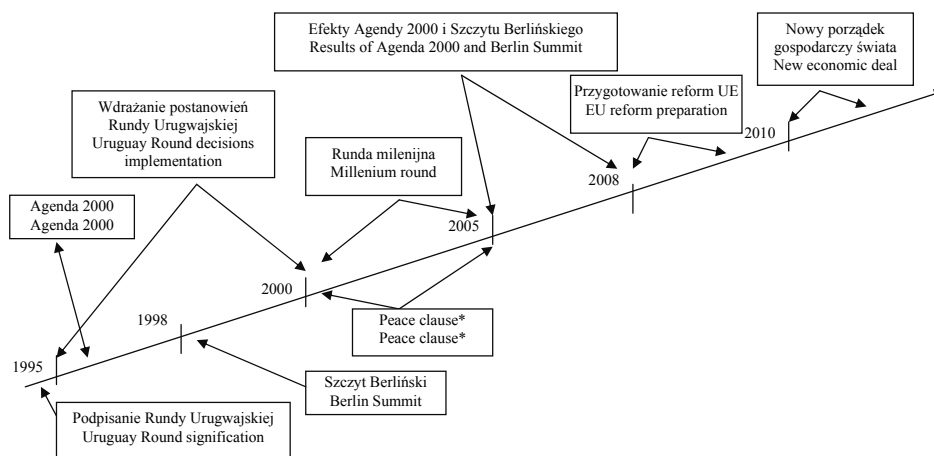 Efekty Agendy 2000 i Szczytu Berlińskiego
Results of Agenda 2000 and Berlin Summit
Nowy porządek
gospodarczy świata
New economic deal
Wdrażanie postanowień
Rundy Urugwajskiej
Uruguay Round decisions
implementation
Przygotowanie reform UE
EU reform preparation
2010
Runda milenijna
Millenium round
2008
Agenda 2000
Agenda 2000
2005
2000
1998
Peace clause*
Peace clause*
1995
Szczyt Berliński
Berlin Summit
Podpisanie Rundy Urugwajskiej
Uruguay Round signification